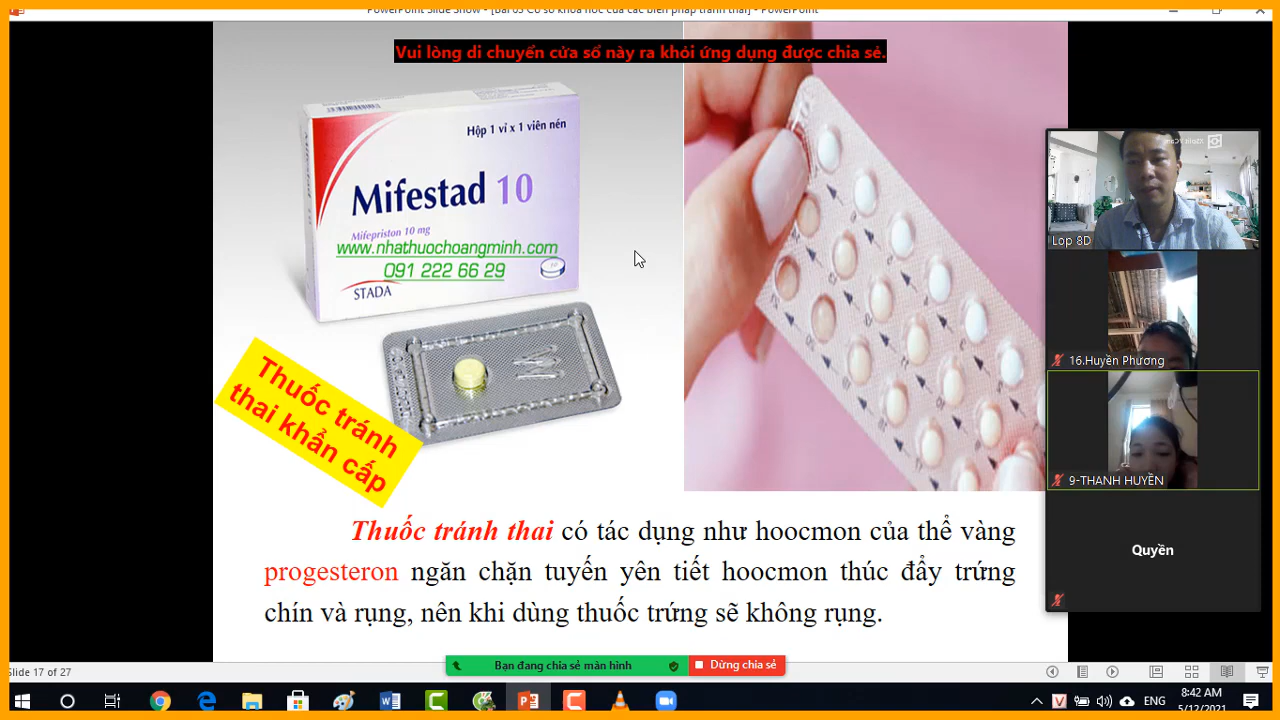 PowerPoint Slide Show - [Bài 63 Cơ sở khoa học của các biện pháp tránh thai] - PowerPoint
Vui lòng di chuyển cửa sổ này ra khỏi ứng dụng được chia sẻ.
Hộp 1 vỉ x 1 viên nén
Mifestad 10
Mifepriston 10 mg
www.nhathuochoangminh.com
091 222 66 29
STADA
Thuốc tránh
thai khẩn cấp
Thuốc tránh thai có tác dụng như hoocmon của thể vàng
progesteron ngăn chặn tuyến yên tiết hoocmon thúc đẩy trứng
chín và rụng, nên khi dùng thuốc trứng sẽ không rụng.
Lop 8D
16.Huyền Phương
9-THANH HUYỀN
Quyền
Bạn đang chia sẻ màn hình
Dừng chia sẻ
Slide 17 of 27
ENG
8:42 AM
5/12/2021